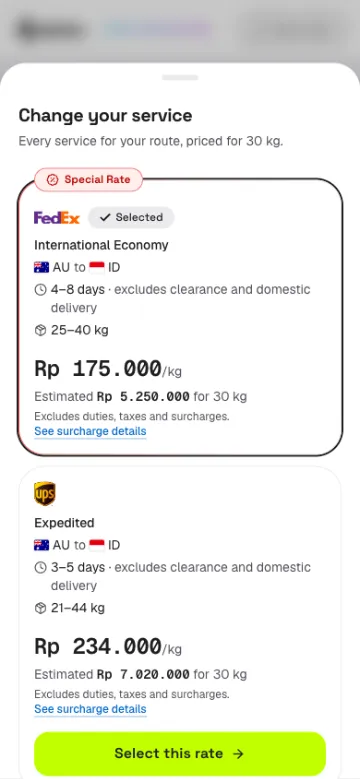 Change your service
Every service for your route, priced for 30 kg.
Special Rate
FedEx Selected
International Economy
AU to ID
4–8 days · excludes clearance and domestic
delivery
25–40 kg
Rp 175.000/kg
Estimated Rp 5.250.000 for 30 kg
Excludes duties, taxes and surcharges.
See surcharge details
ups
Expedited
AU to ID
3–5 days · excludes clearance and domestic
delivery
21–44 kg
Rp 234.000/kg
Estimated Rp 7.020.000 for 30 kg
Excludes duties, taxes and surcharges.
See surcharge details
Select this rate →